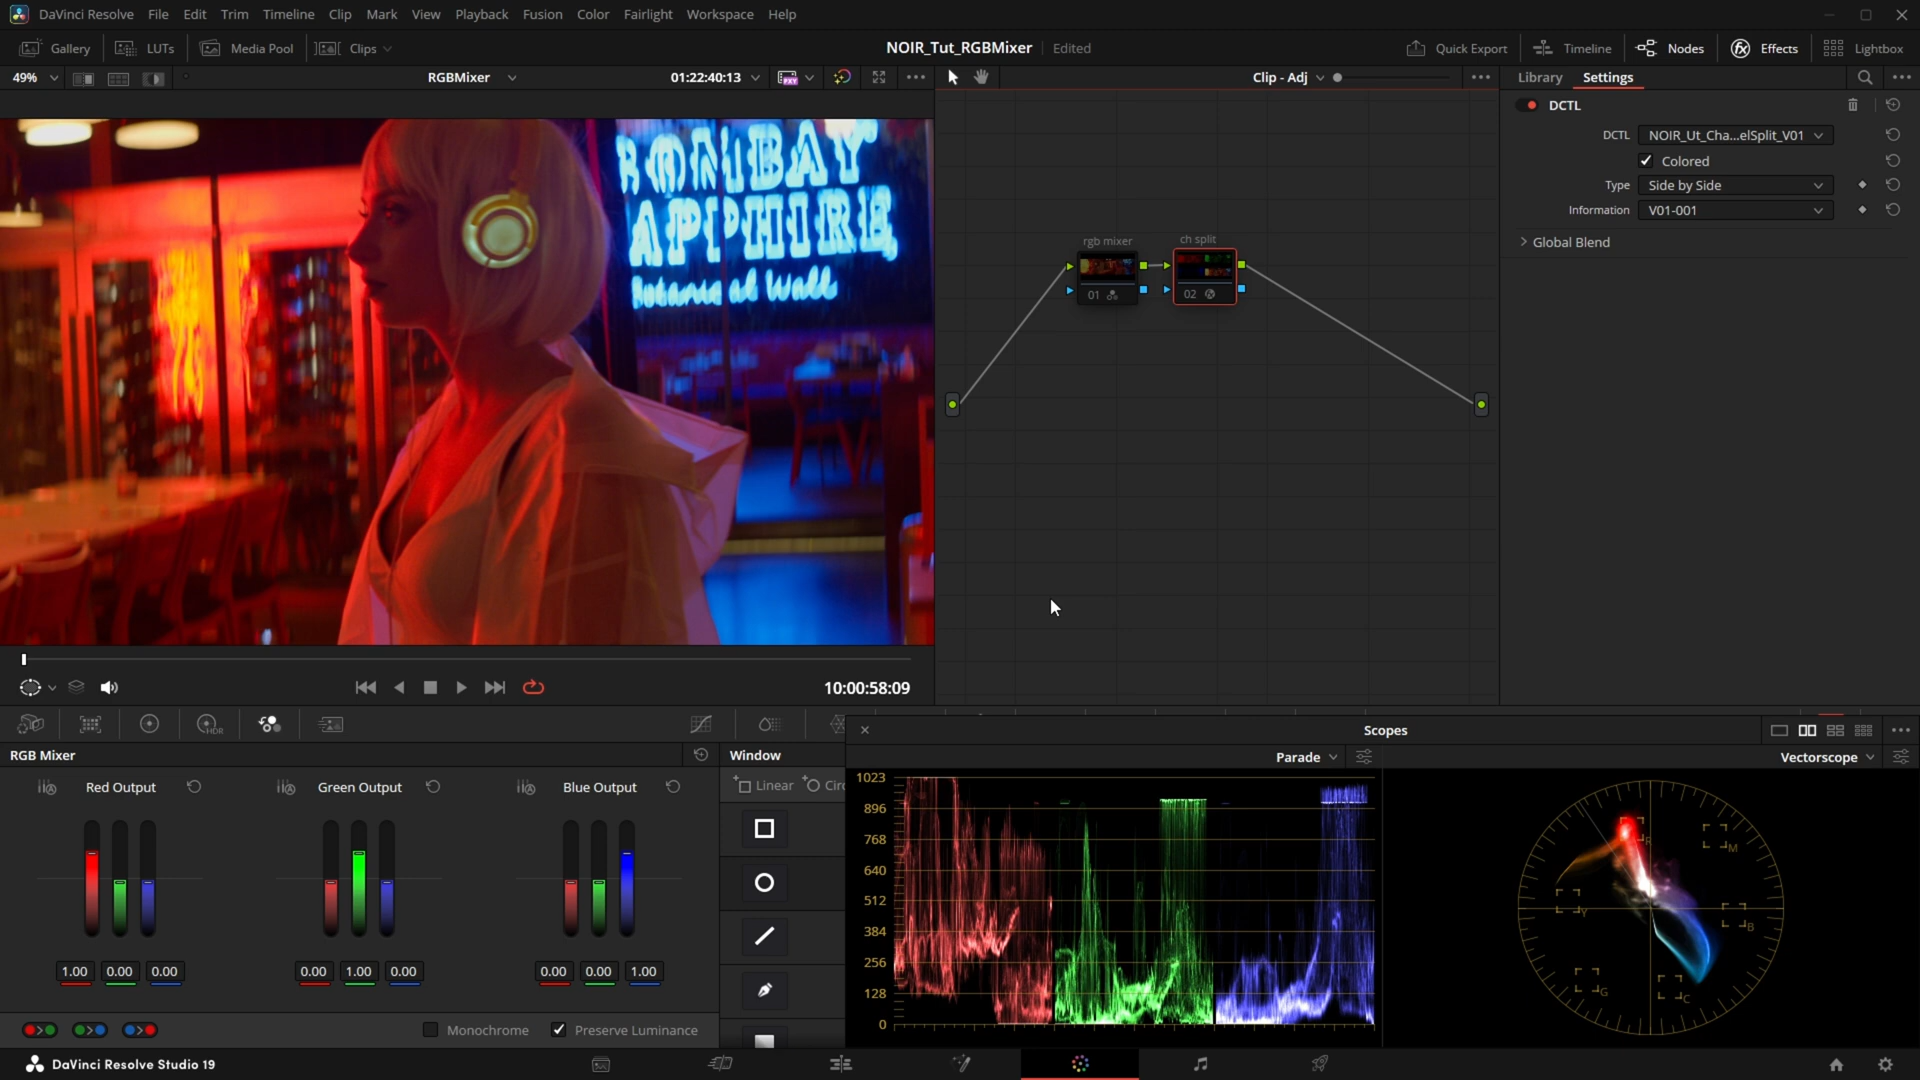 DaVinci Resolve File Edit Trim Timeline Clip Mark View Playback Fusion Color Fairlight Workspace Help
Gallery LUTs Media Pool Clips NOIR_Tut_RGBMixer Edited Quick Export Timeline Nodes Effects Lightbox
49% RGBMixer 01:22:40:13 PXY Clip - Adj Library Settings
DCTL
DCTL NOIR_Ut_Cha...elSplit_V01
Colored
Type Side by Side
Information V01-001
Global Blend
BOMBAY
APPHIRE
rgb mixer ch split
01 02
10:00:58:09
HDR
RGB Mixer Window
Red Output Green Output Blue Output
Linear Circ
Scopes
Parade Vectorscope
1023
896
768
640
512
384
256
128
0
R
M
Y
B
G
C
1.00 0.00 0.00 0.00 1.00 0.00 0.00 0.00 1.00
Monochrome Preserve Luminance
DaVinci Resolve Studio 19